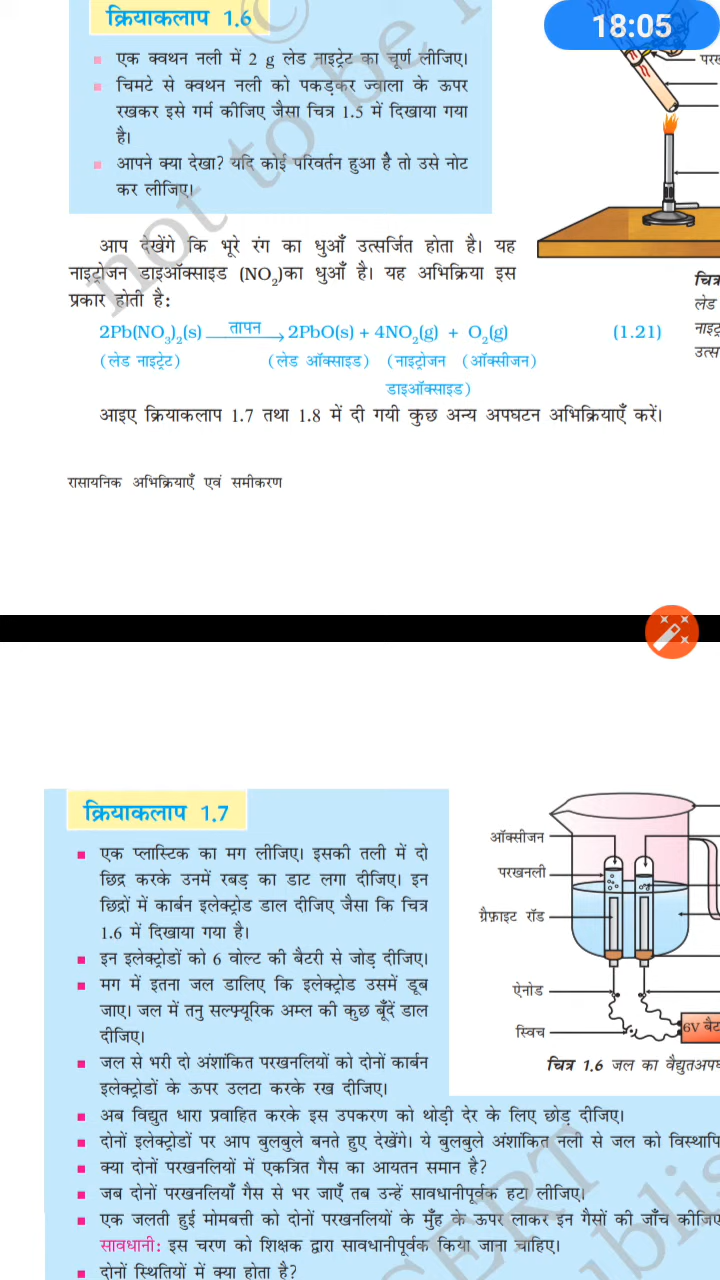 क्रियाकलाप 1.6
18:05
एक क्वथन नली में 2 g लेड नाइट्रेट का चूर्ण लीजिए।
चिमटे से क्वथन नली को पकड़कर ज्वाला के ऊपर
रखकर इसे गर्म कीजिए जैसा चित्र 1.5 में दिखाया गया
है।
आपने क्या देखा? यदि कोई परिवर्तन हुआ है तो उसे नोट
कर लीजिए।
not to be
आप देखेंगे कि भूरे रंग का धुआँ उत्सर्जित होता है। यह
नाइट्रोजन डाइऑक्साइड (NO₂)का धुआँ है। यह अभिक्रिया इस
प्रकार होती है:
चित्र
लेड
2Pb(NO₃)₂(s) तापन→ 2PbO(s) + 4NO₂(g) + O₂(g) (1.21)
(लेड नाइट्रेट) (लेड ऑक्साइड) (नाइट्रोजन (ऑक्सीजन)
डाइऑक्साइड)
आइए क्रियाकलाप 1.7 तथा 1.8 में दी गयी कुछ अन्य अपघटन अभिक्रियाएँ करें।
रासायनिक अभिक्रियाएँ एवं समीकरण
क्रियाकलाप 1.7
एक प्लास्टिक का मग लीजिए। इसकी तली में दो
छिद्र करके उनमें रबड़ का डाट लगा दीजिए। इन
छिद्रों में कार्बन इलेक्ट्रोड डाल दीजिए जैसा कि चित्र
1.6 में दिखाया गया है।
इन इलेक्ट्रोडों को 6 वोल्ट की बैटरी से जोड़ दीजिए।
मग में इतना जल डालिए कि इलेक्ट्रोड उसमें डूब
जाए। जल में तनु सल्फ्यूरिक अम्ल की कुछ बूँदें डाल
दीजिए।
जल से भरी दो अंशांकित परखनलियों को दोनों कार्बन
इलेक्ट्रोडों के ऊपर उलटा करके रख दीजिए।
ऑक्सीजन
परखनली
ग्रैफ़ाइट रॉड
ऐनोड
स्विच
6V
चित्र 1.6 जल का
अब विद्युत धारा प्रवाहित करके इस उपकरण को थोड़ी देर के लिए छोड़ दीजिए।
दोनों इलेक्ट्रोडों पर आप बुलबुले बनते हुए देखेंगे। ये बुलबुले अंशांकित नली से जल को
क्या दोनों परखनलियों में एकत्रित गैस का आयतन समान है?
जब दोनों परखनलियाँ गैस से भर जाएँ तब उन्हें सावधानीपूर्वक हटा लीजिए।
एक जलती हुई मोमबत्ती को दोनों परखनलियों के मुँह के ऊपर लाकर इन गैसों की जाँच
सावधानी: इस चरण को शिक्षक द्वारा सावधानीपूर्वक किया जाना चाहिए।
दोनों स्थितियों में क्या होता है?